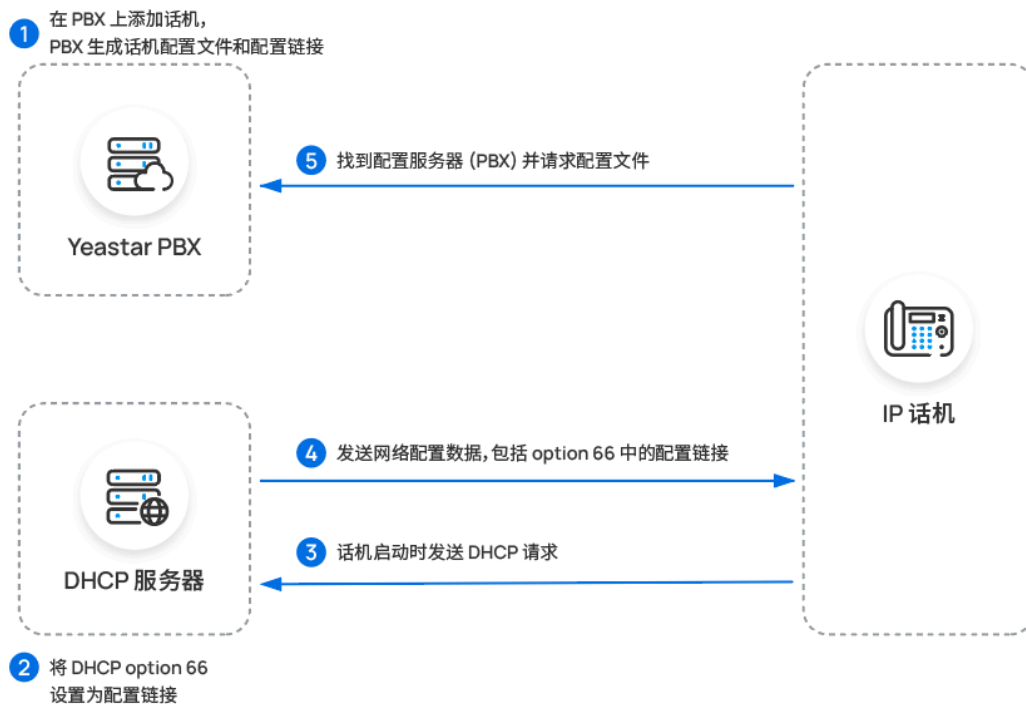 1 在 PBX 上添加话机，
PBX 生成话机配置文件和配置链接
5 找到配置服务器 (PBX) 并请求配置文件
Yeastar PBX
IP 话机
4 发送网络配置数据，包括 option 66 中的配置链接
3 话机启动时发送 DHCP 请求
DHCP 服务器
2 将 DHCP option 66
设置为配置链接